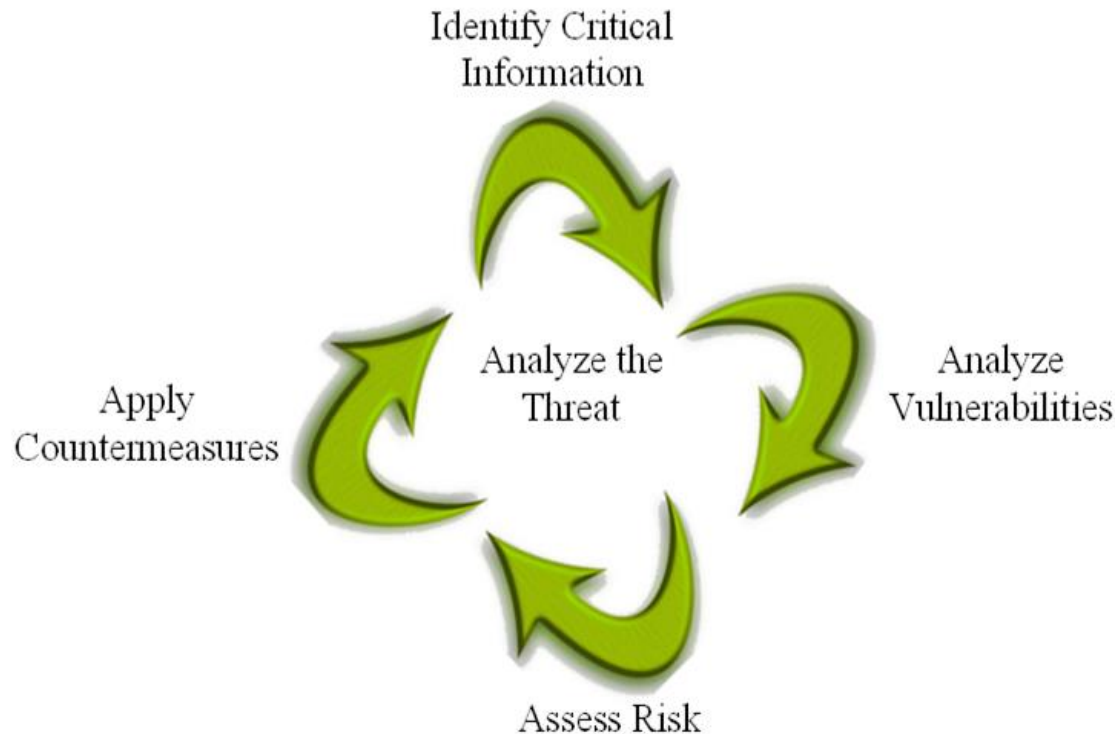 Identify Critical
Information
Analyze the
Threat
Analyze
Vulnerabilities
Apply
Countermeasures
Assess Risk